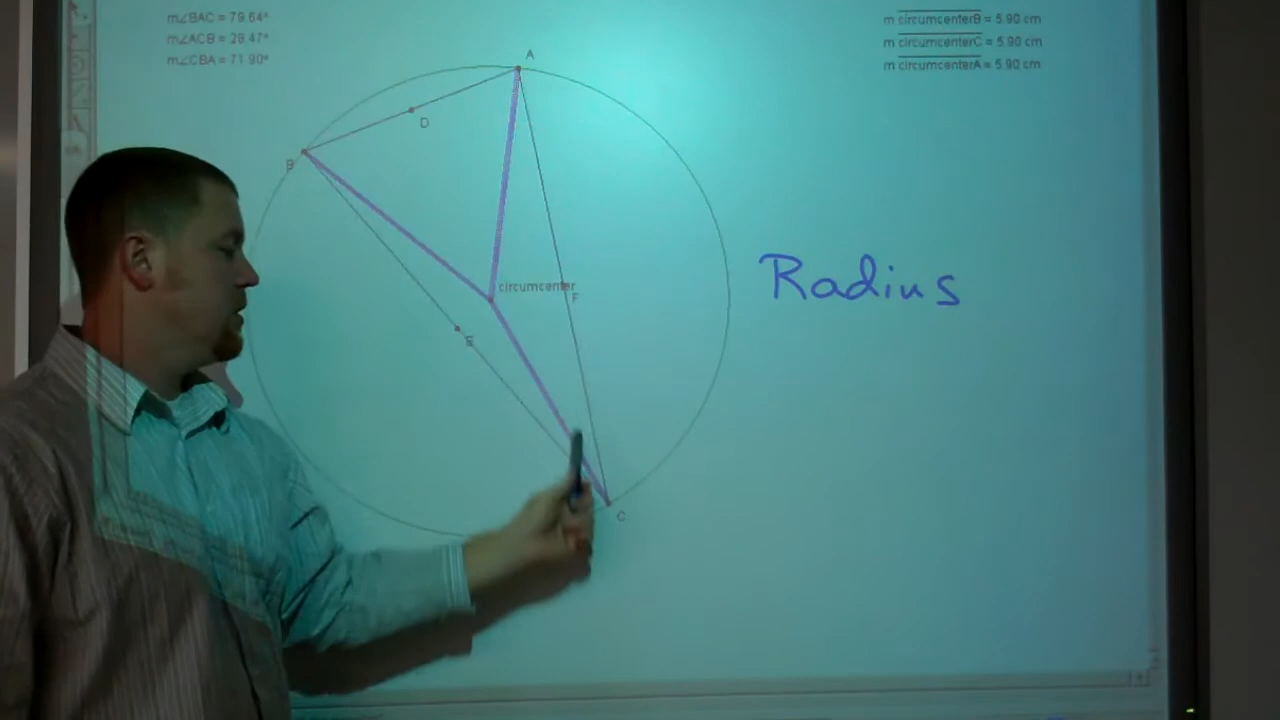 m∠BAC = 79.64°
m∠ACB = 28.47°
m∠CBA = 71.90°
m circumcenterB = 5.90 cm
m circumcenterC = 5.90 cm
m circumcenterA = 5.90 cm
A
D
B
circumcenter
F
E
C
Radius